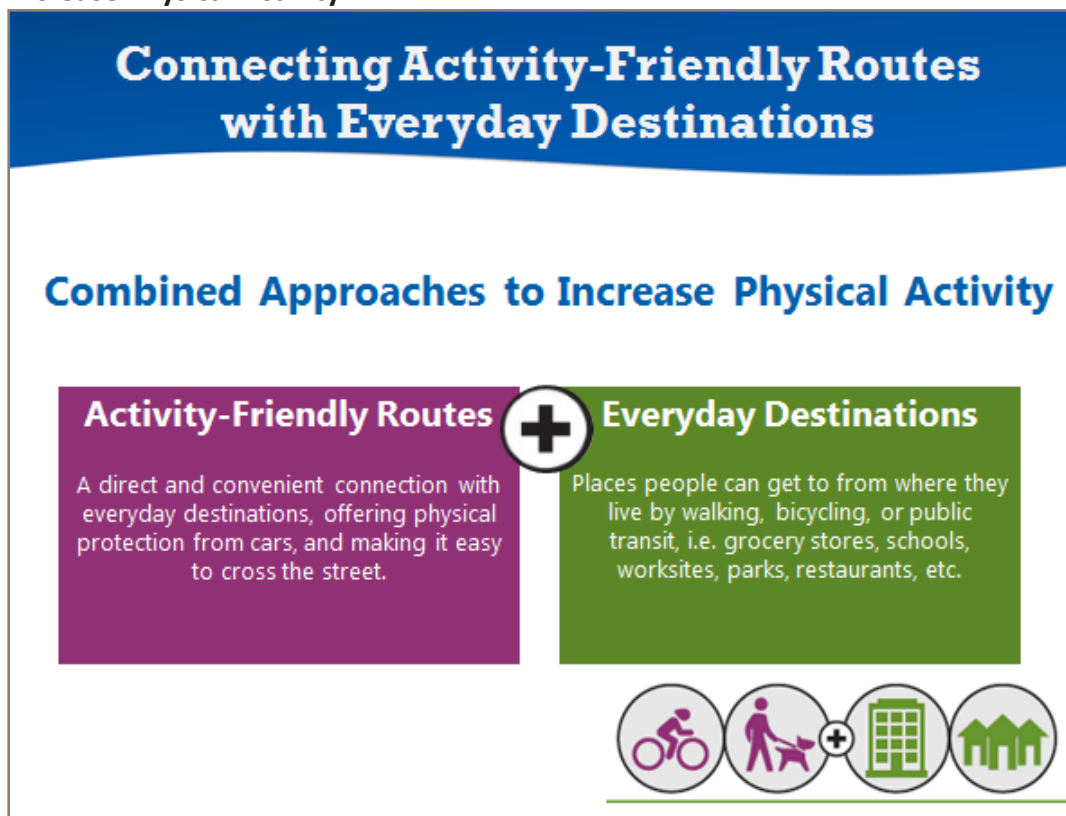 Connecting Activity-Friendly Routes
with Everyday Destinations
Combined Approaches to Increase Physical Activity
Activity-Friendly Routes
A direct and convenient connection with
everyday destinations, offering physical
protection from cars, and making it easy
to cross the street.
Everyday Destinations
Places people can get to from where they
live by walking, bicycling, or public
transit, i.e. grocery stores, schools,
worksites, parks, restaurants, etc.